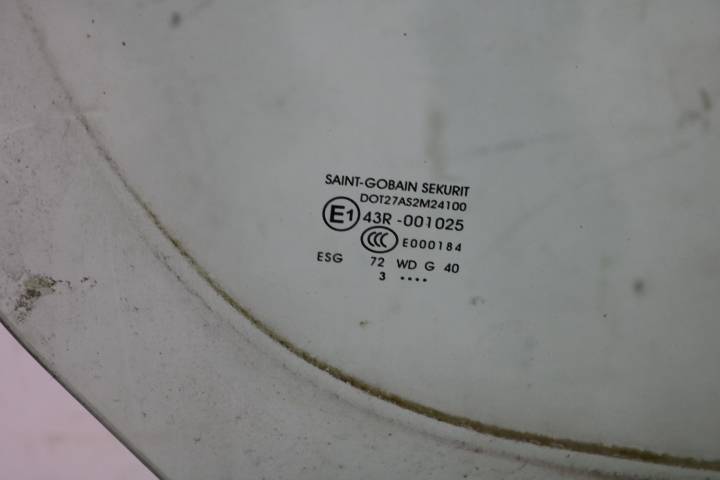 SAINT-GOBAIN SEKURIT
DOT27AS2M24100
E1 43R -001025
CCC E000184
ESG 72 WD G 40
3 ····